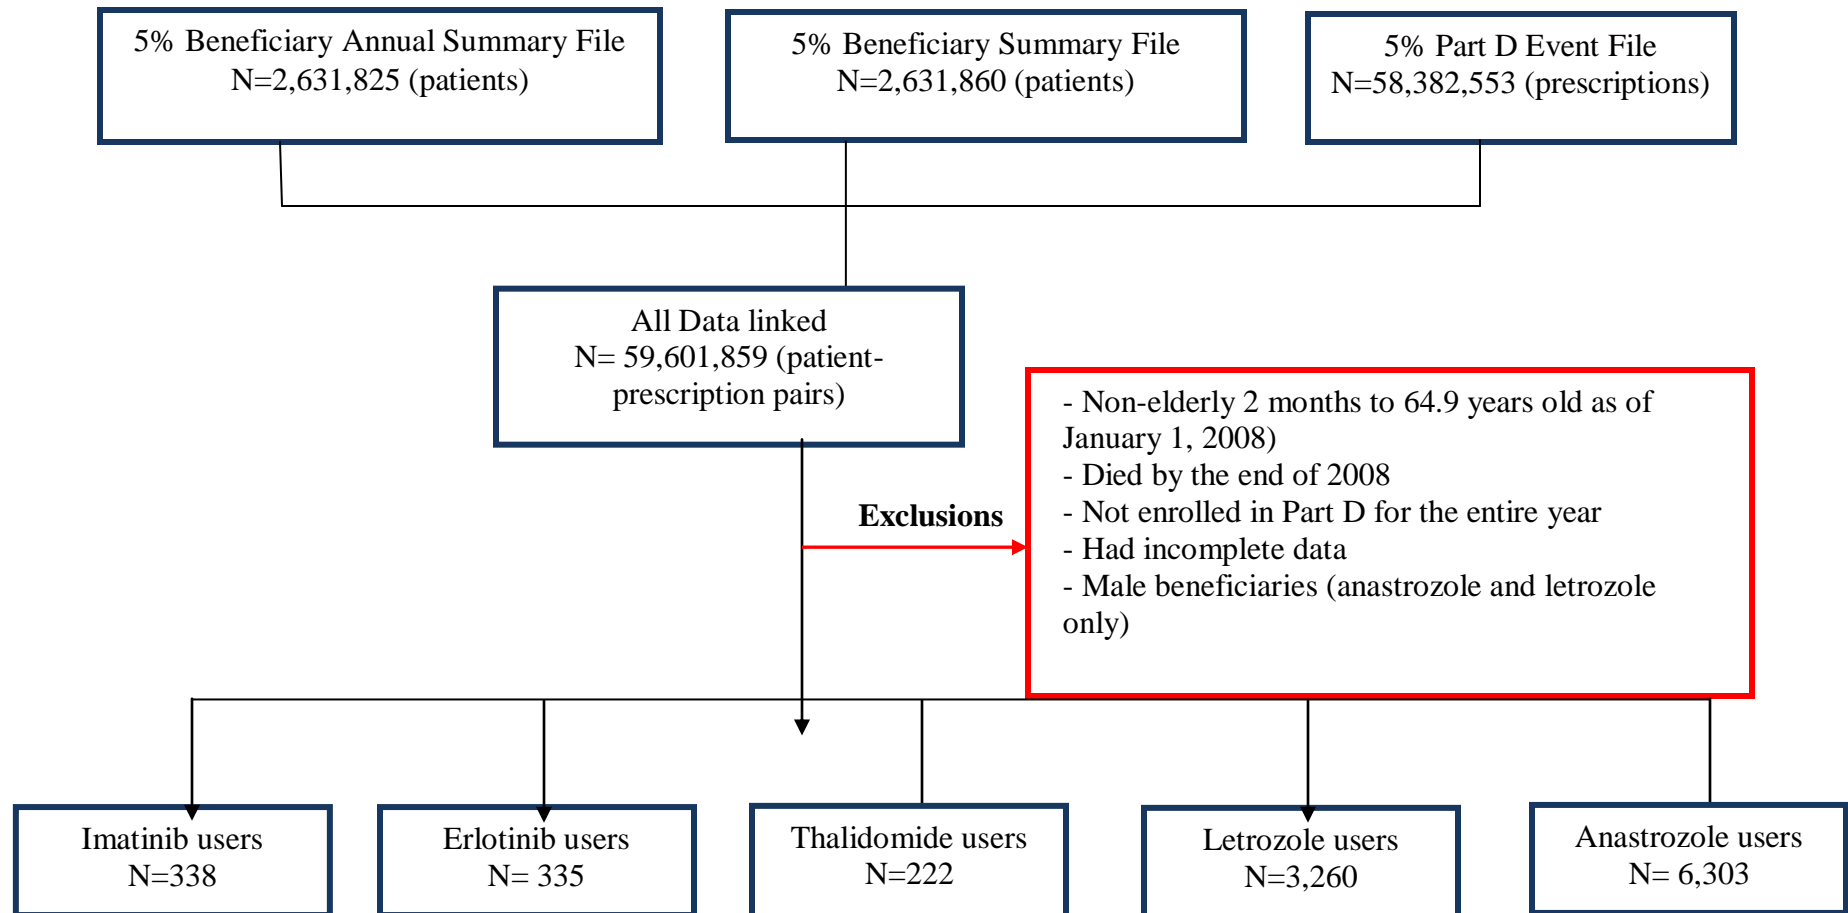 5% Beneficiary Annual Summary File
N=2,631,825 (patients)
5% Beneficiary Summary File
N=2,631,860 (patients)
5% Part D Event File
N=58,382,553 (prescriptions)
All Data linked
N= 59,601,859 (patient-
prescription pairs)
Exclusions
- Non-elderly 2 months to 64.9 years old as of
January 1, 2008)
- Died by the end of 2008
- Not enrolled in Part D for the entire year
- Had incomplete data
- Male beneficiaries (anastrozole and letrozole
only)
Imatinib users
N=338
Erlotinib users
N= 335
Thalidomide users
N=222
Letrozole users
N=3,260
Anastrozole users
N= 6,303